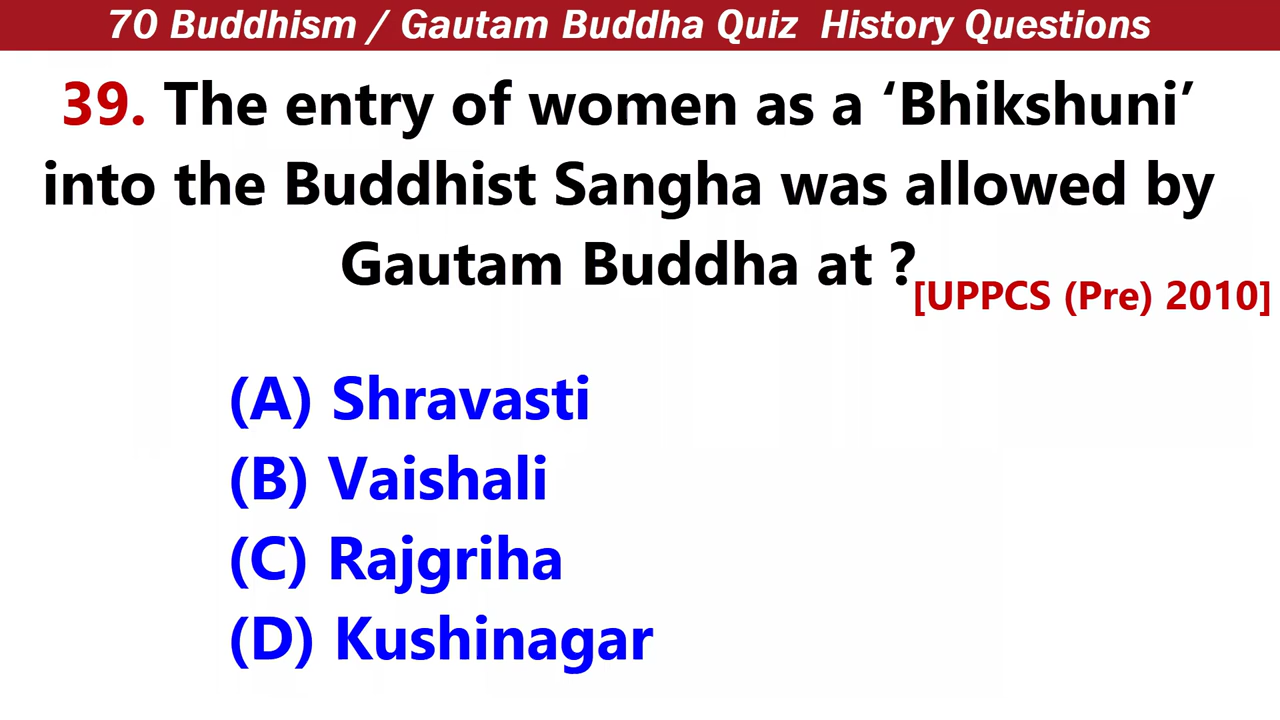 70 Buddhism / Gautam Buddha Quiz History Questions
39. The entry of women as a ‘Bhikshuni’
into the Buddhist Sangha was allowed by
Gautam Buddha at ?
[UPPCS (Pre) 2010]
(A) Shravasti
(B) Vaishali
(C) Rajgriha
(D) Kushinagar